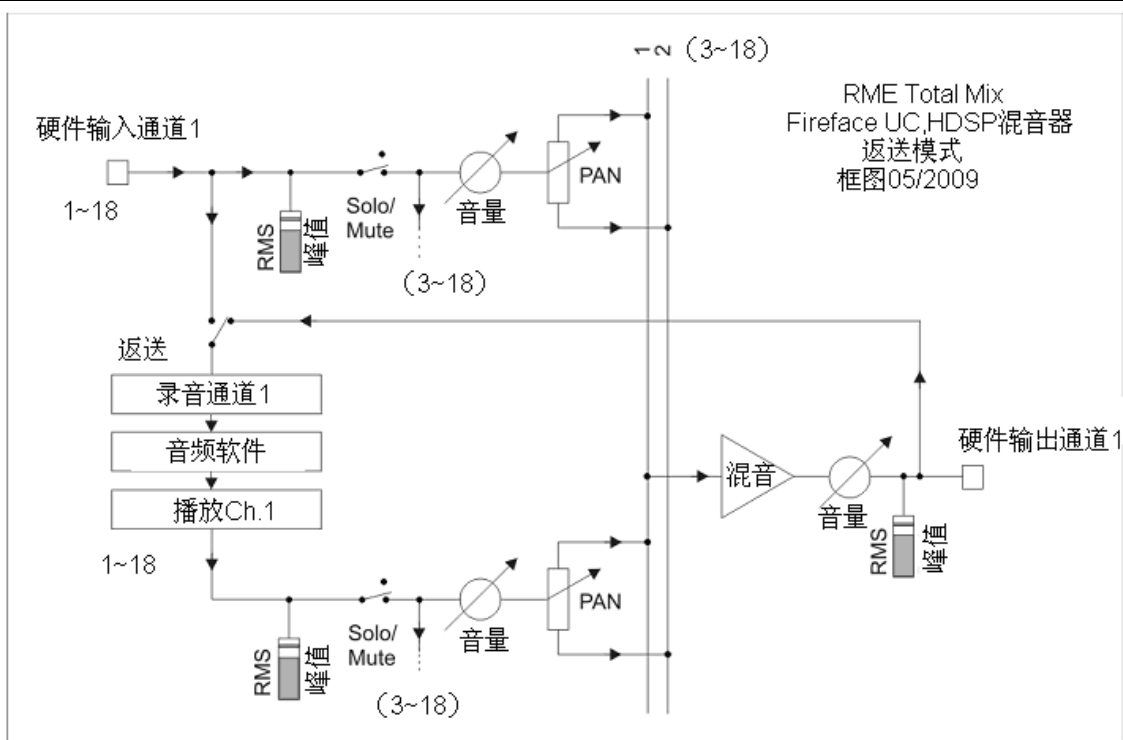 1 2 (3~18)
RME Total Mix
Fireface UC,HDSP混音器
返送模式
框图05/2009
硬件输入通道1
1~18
RMS
峰值
Solo/
Mute
(3~18)
音量
PAN
返送
录音通道1
音频软件
播放Ch.1
1~18
RMS
峰值
Solo/
Mute
(3~18)
音量
PAN
混音
音量
RMS
峰值
硬件输出通道1